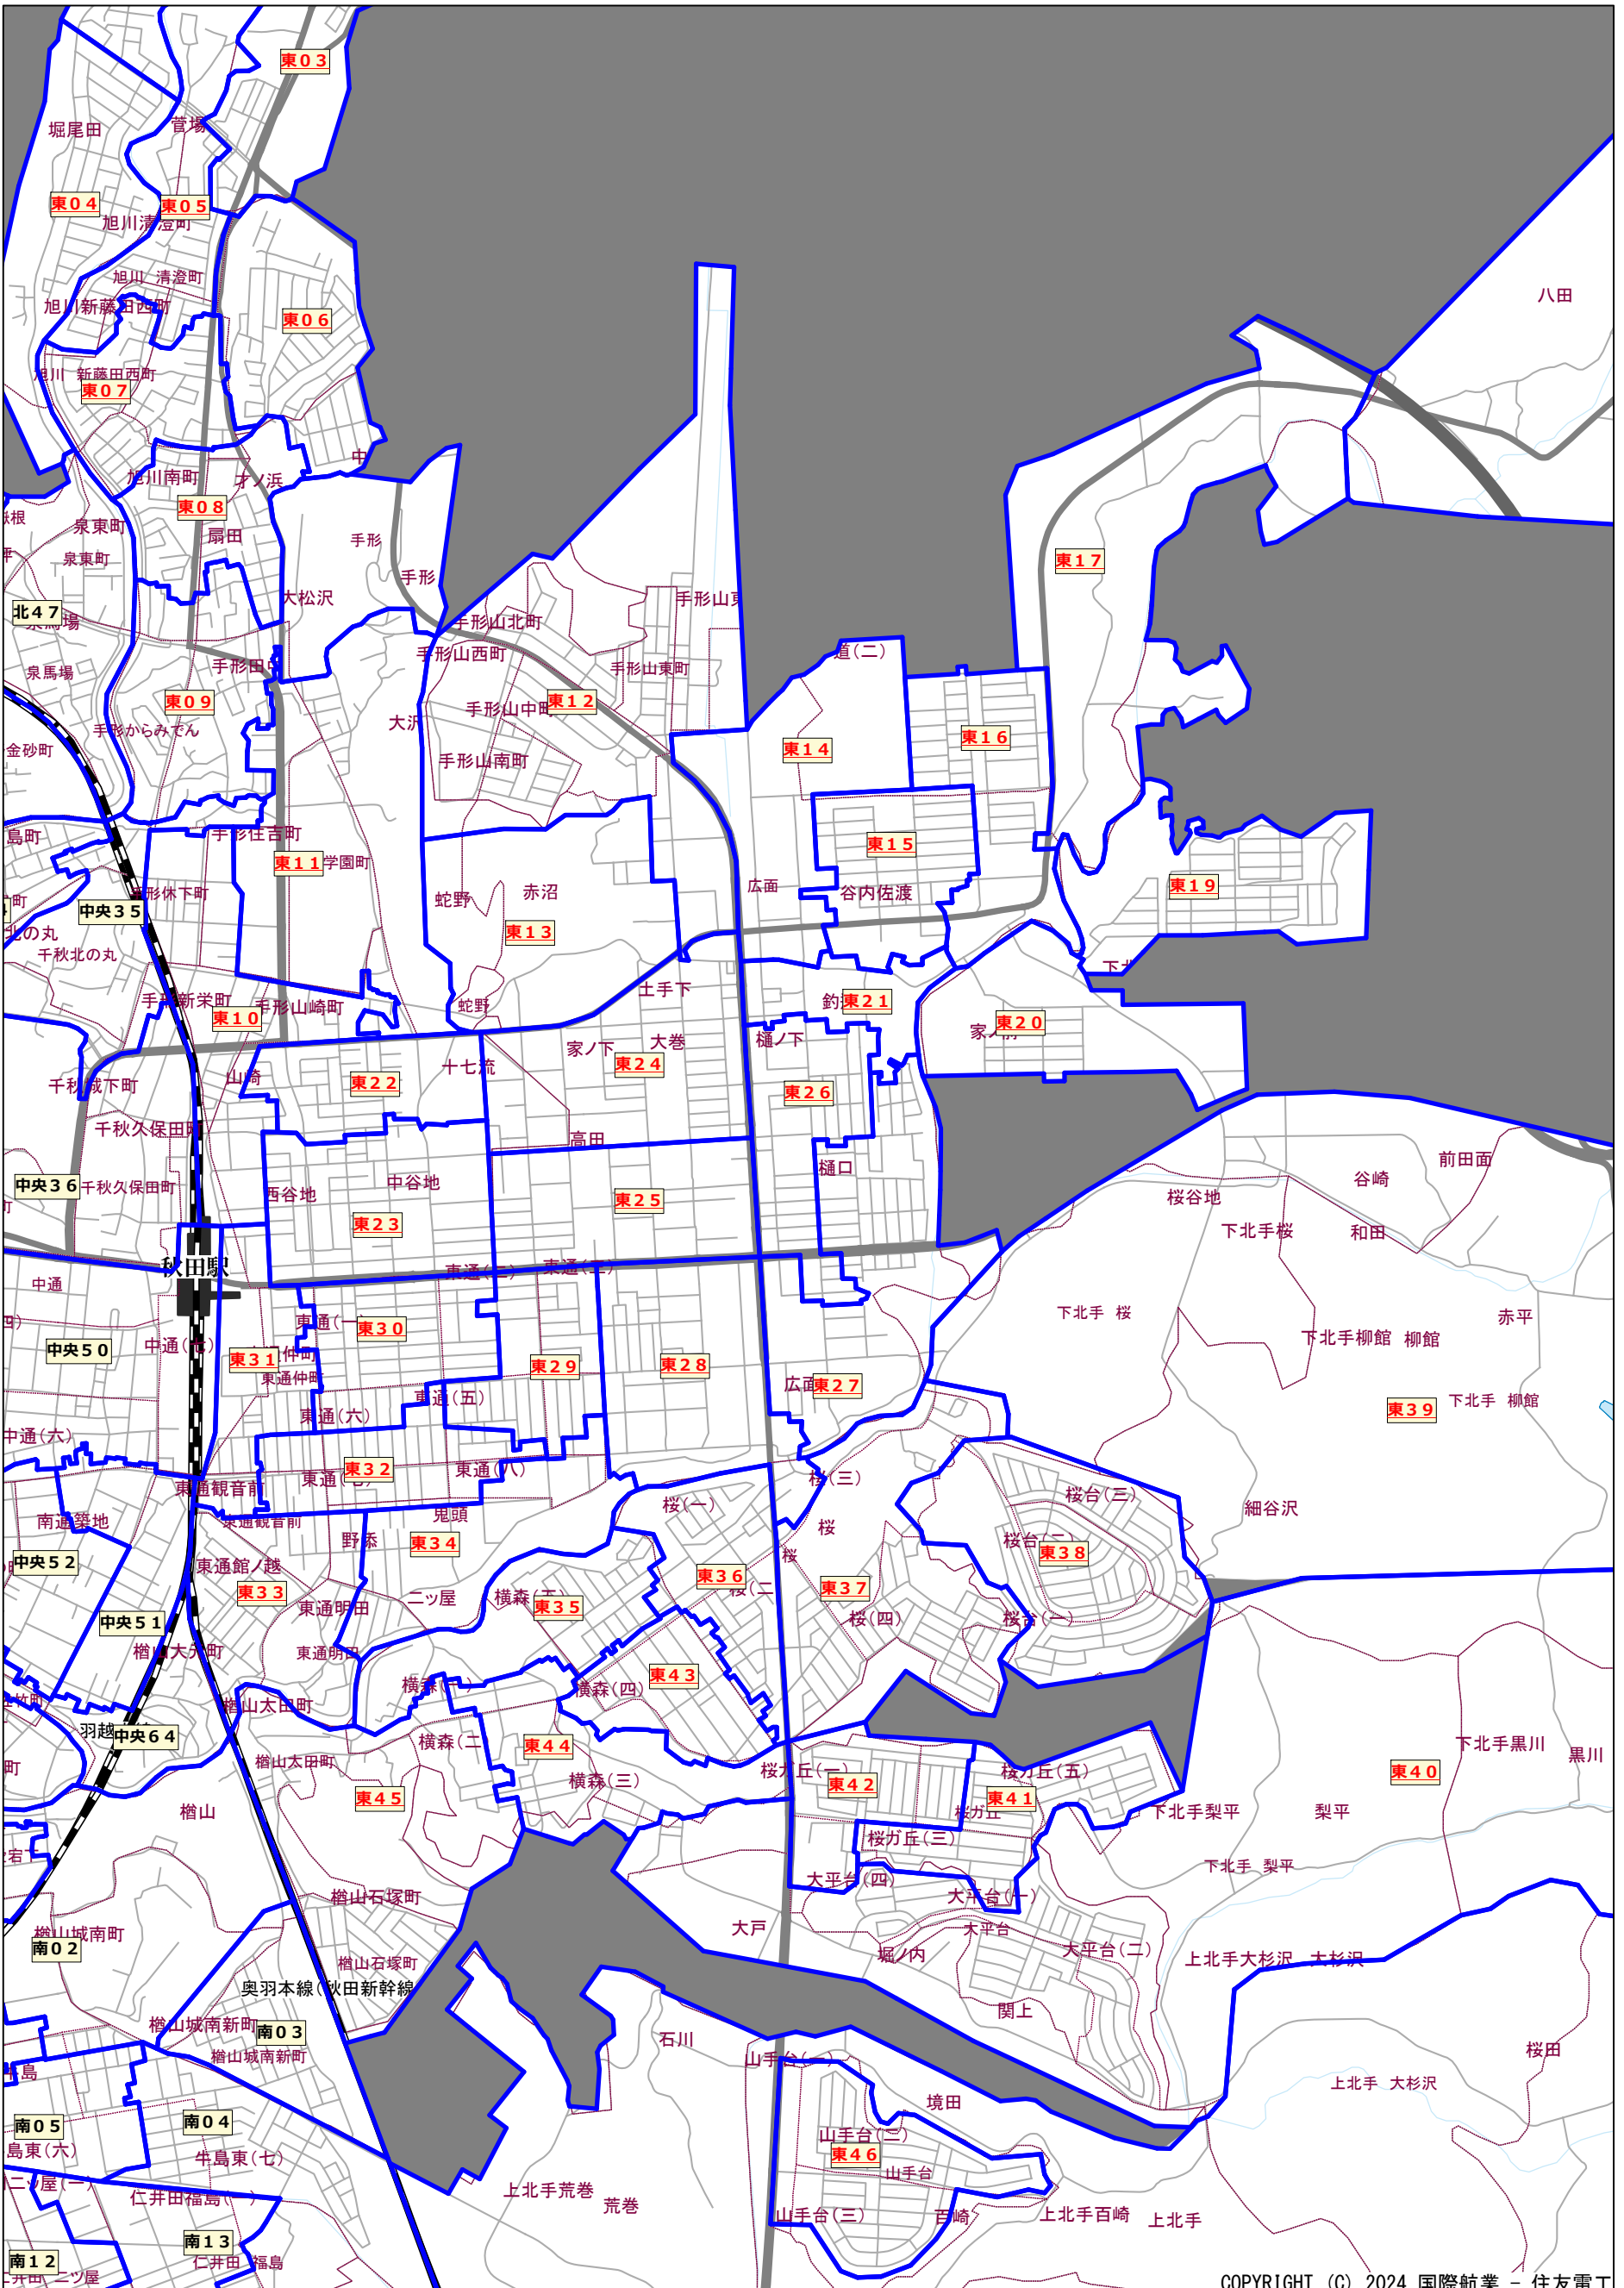 東03
堀尾田
菅場
東04
東05
旭川清澄町
旭川 清澄町
八田
旭川新藤田西町
東06
旭川 新藤田西町
東07
中
旭川南町
才ノ浜
東08
泉東町
扇田
手形
泉東町
手形
東17
大松沢
手形山東
北47
手形山北町
手形山西町
道(二)
泉馬場
手形田中
手形山東町
東09
東12
手形山中町
大沢
手形からみでん
東16
金砂町
東14
手形山南町
島町
手形住吉町
東15
東11
学園町
手形休下町
蛇野
赤沼
広面
谷内佐渡
東19
町
中央35
北の丸
東13
千秋北の丸
下北
手形新栄町
手形山崎町
蛇野
土手下
東21
東10
東20
家ノ前
十七流
家ノ下
大巻
樋ノ下
東24
千秋城下町
山崎
東22
東26
千秋久保田町
高田
樋口
前田面
中央36
千秋久保田町
西谷地
中谷地
東25
桜谷地
谷崎
東23
下北手桜
和田
秋田駅
東通(二)
東通(三)
中通
下北手 桜
赤平
東通(一)
東30
中央50
中通(七)
下北手柳館 柳館
東31
仲町
東29
東28
東通仲町
広面
東27
東通(五)
下北手 柳館
東39
東通(六)
中通(六)
東32
東通(八)
桜(三)
東通観音前
桜(一)
桜台(三)
細谷沢
南通築地
東通観音前
鬼頭
桜
野添
東34
桜台(二)
東38
中央52
桜
東通館ノ越
東36
東37
東33
二ツ屋
東35
東通明田
桜(四)
桜台(一)
中央51
楢山大元町
東通明田
東43
横森(一)
横森(四)
楢山太田町
中央64
横森(二
東44
下北手黒川
黒川
楢山太田町
桜ガ丘(一)
桜ガ丘(五)
横森(三)
東42
東40
東45
東41
楢山
桜ガ丘
下北手梨平
梨平
桜ガ丘(三)
下北手 梨平
大平台(四)
楢山石塚町
大平台(一)
大戸
大平台
楢山城南町
堀ノ内
大平台(二)
南02
上北手大杉沢 大杉沢
楢山石塚町
奥羽本線(秋田新幹線
関上
楢山城南新町
南03
石川
楢山城南新町
山手台(一)
桜田
牛島
境田
上北手 大杉沢
南05
南04
島東(六)
牛島東(七)
東46
山手台
二ッ屋(一)
仁井田福島(一)
上北手荒巻
荒巻
山手台(三)
百崎
上北手百崎
上北手
南13
南12
仁井田 福島
COPYRIGHT (C) 2024 国際航業 - 住友電工